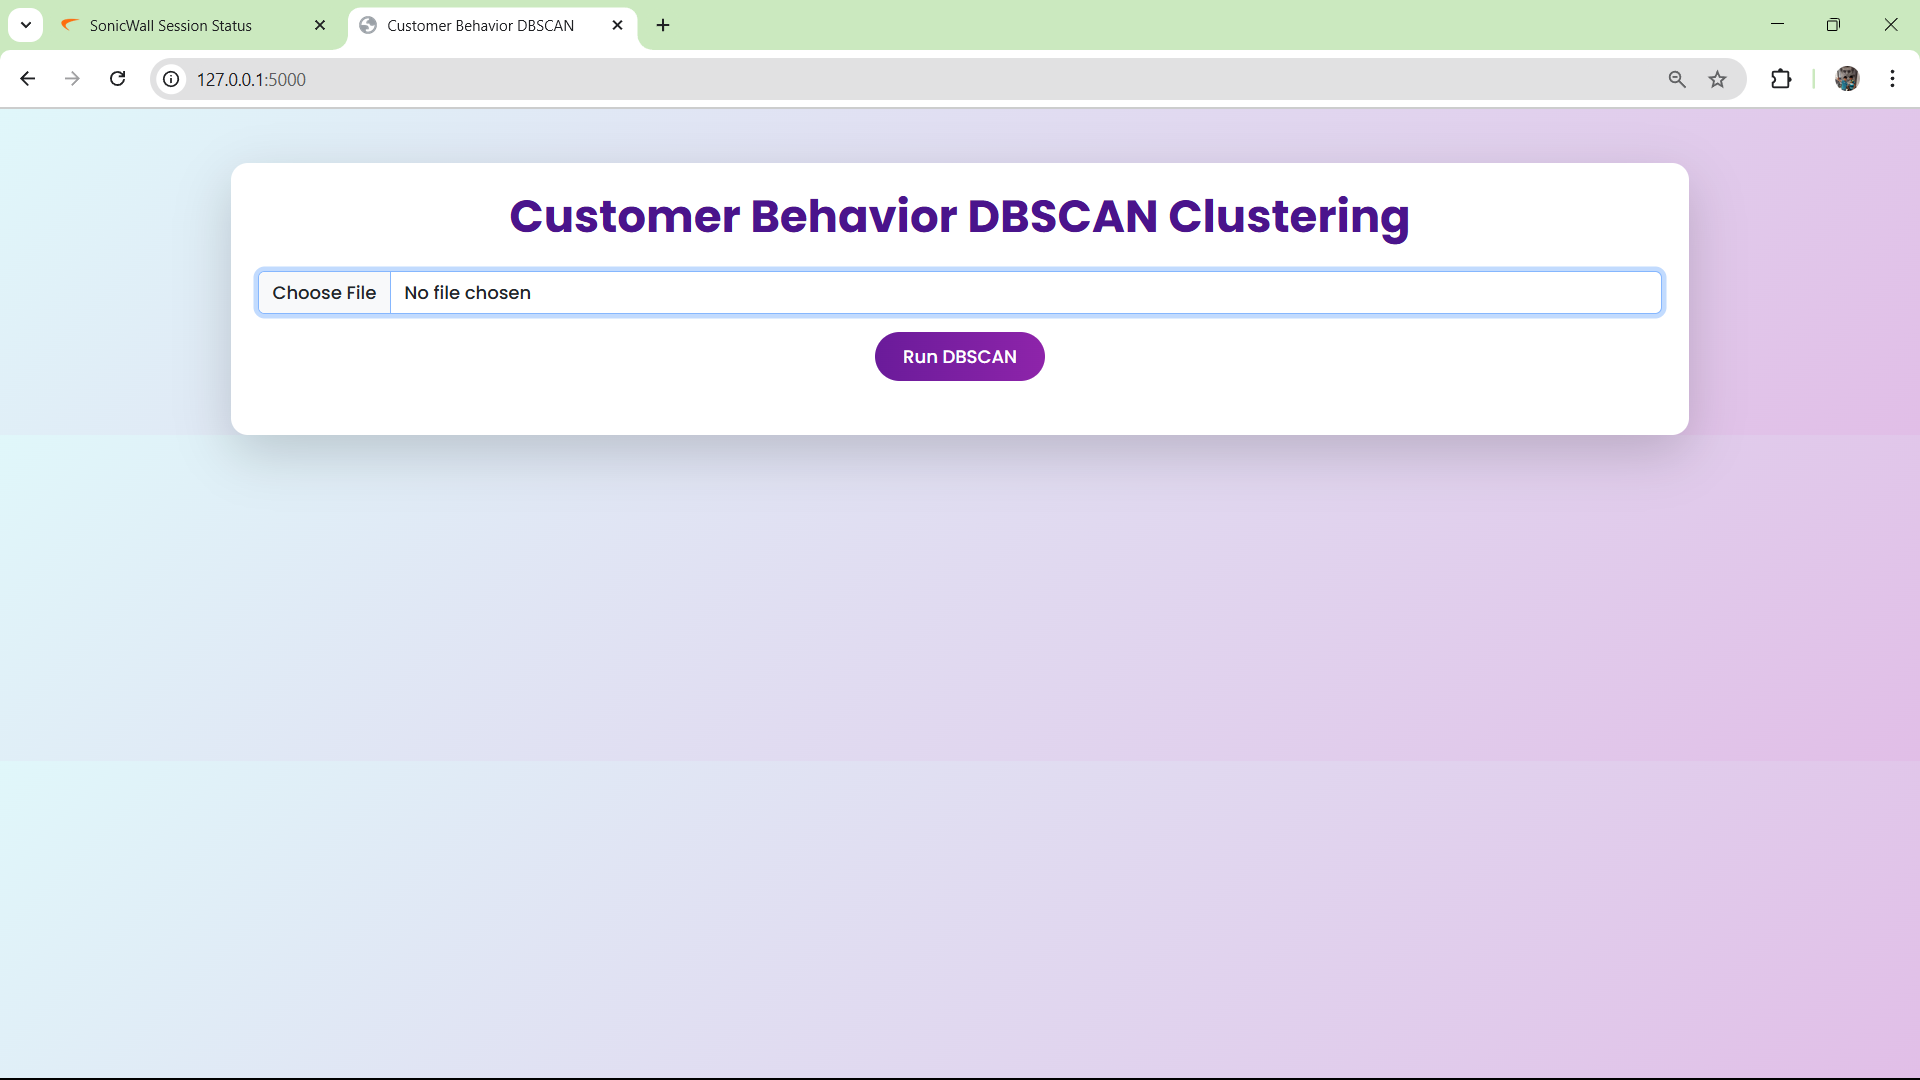 SonicWall Session Status
Customer Behavior DBSCAN
127.0.0.1:5000
Customer Behavior DBSCAN Clustering
Choose File
No file chosen
Run DBSCAN